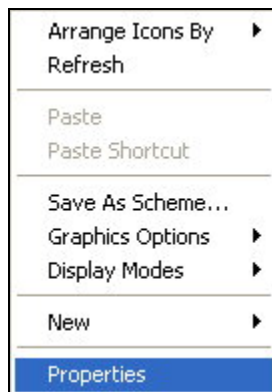 Arrange Icons By
Refresh
Paste
Paste Shortcut
Save As Scheme...
Graphics Options
Display Modes
New
Properties